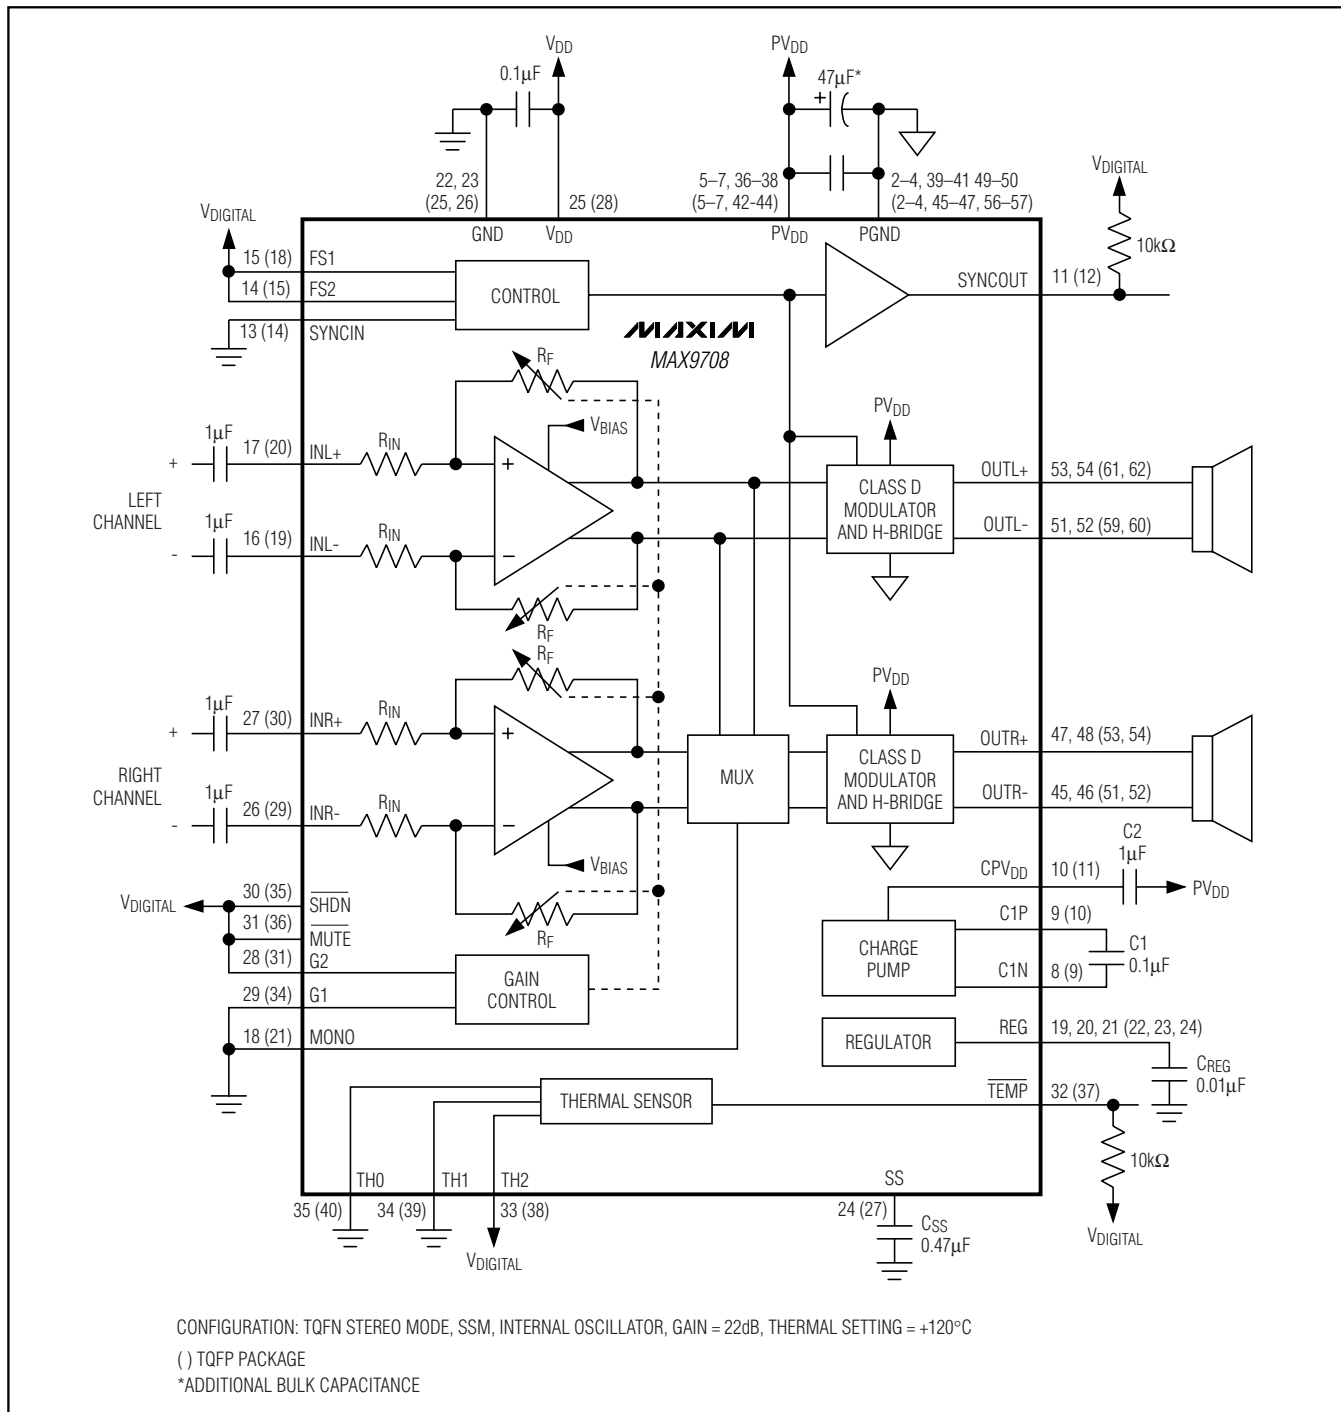 VDD
PVDD
0.1µF
47µF*
+
22, 23
(25, 26)
25 (28)
5–7, 36–38
(5–7, 42-44)
2–4, 39–41 49–50
(2–4, 45–47, 56–57)
VDIGITAL
10kΩ
VDIGITAL
GND
VDD
PVDD
PGND
15 (18)
FS1
14 (15)
FS2
13 (14)
SYNCIN
CONTROL
SYNCOUT
11 (12)
MAXIM
MAX9708
RF
VBIAS
PVDD
1µF
+
17 (20)
INL+
RIN
+
LEFT
CHANNEL
1µF
-
16 (19)
INL-
RIN
−
CLASS D
MODULATOR
AND H-BRIDGE
OUTL+
53, 54 (61, 62)
OUTL-
51, 52 (59, 60)
RF
RF
PVDD
1µF
+
27 (30)
INR+
RIN
+
RIGHT
CHANNEL
1µF
-
26 (29)
INR-
RIN
−
MUX
CLASS D
MODULATOR
AND H-BRIDGE
OUTR+
47, 48 (53, 54)
OUTR-
45, 46 (51, 52)
VBIAS
RF
C2
1µF
CPVDD
10 (11)
PVDD
VDIGITAL
30 (35)
SHDN
31 (36)
MUTE
28 (31)
G2
29 (34)
G1
18 (21)
MONO
GAIN
CONTROL
CHARGE
PUMP
C1P
9 (10)
C1
0.1µF
C1N
8 (9)
REGULATOR
REG
19, 20, 21 (22, 23, 24)
CREG
0.01µF
THERMAL SENSOR
TEMP
32 (37)
10kΩ
VDIGITAL
TH0
TH1
TH2
35 (40)
34 (39)
33 (38)
VDIGITAL
SS
24 (27)
CSS
0.47µF
CONFIGURATION: TQFN STEREO MODE, SSM, INTERNAL OSCILLATOR, GAIN = 22dB, THERMAL SETTING = +120°C
( ) TQFP PACKAGE
*ADDITIONAL BULK CAPACITANCE